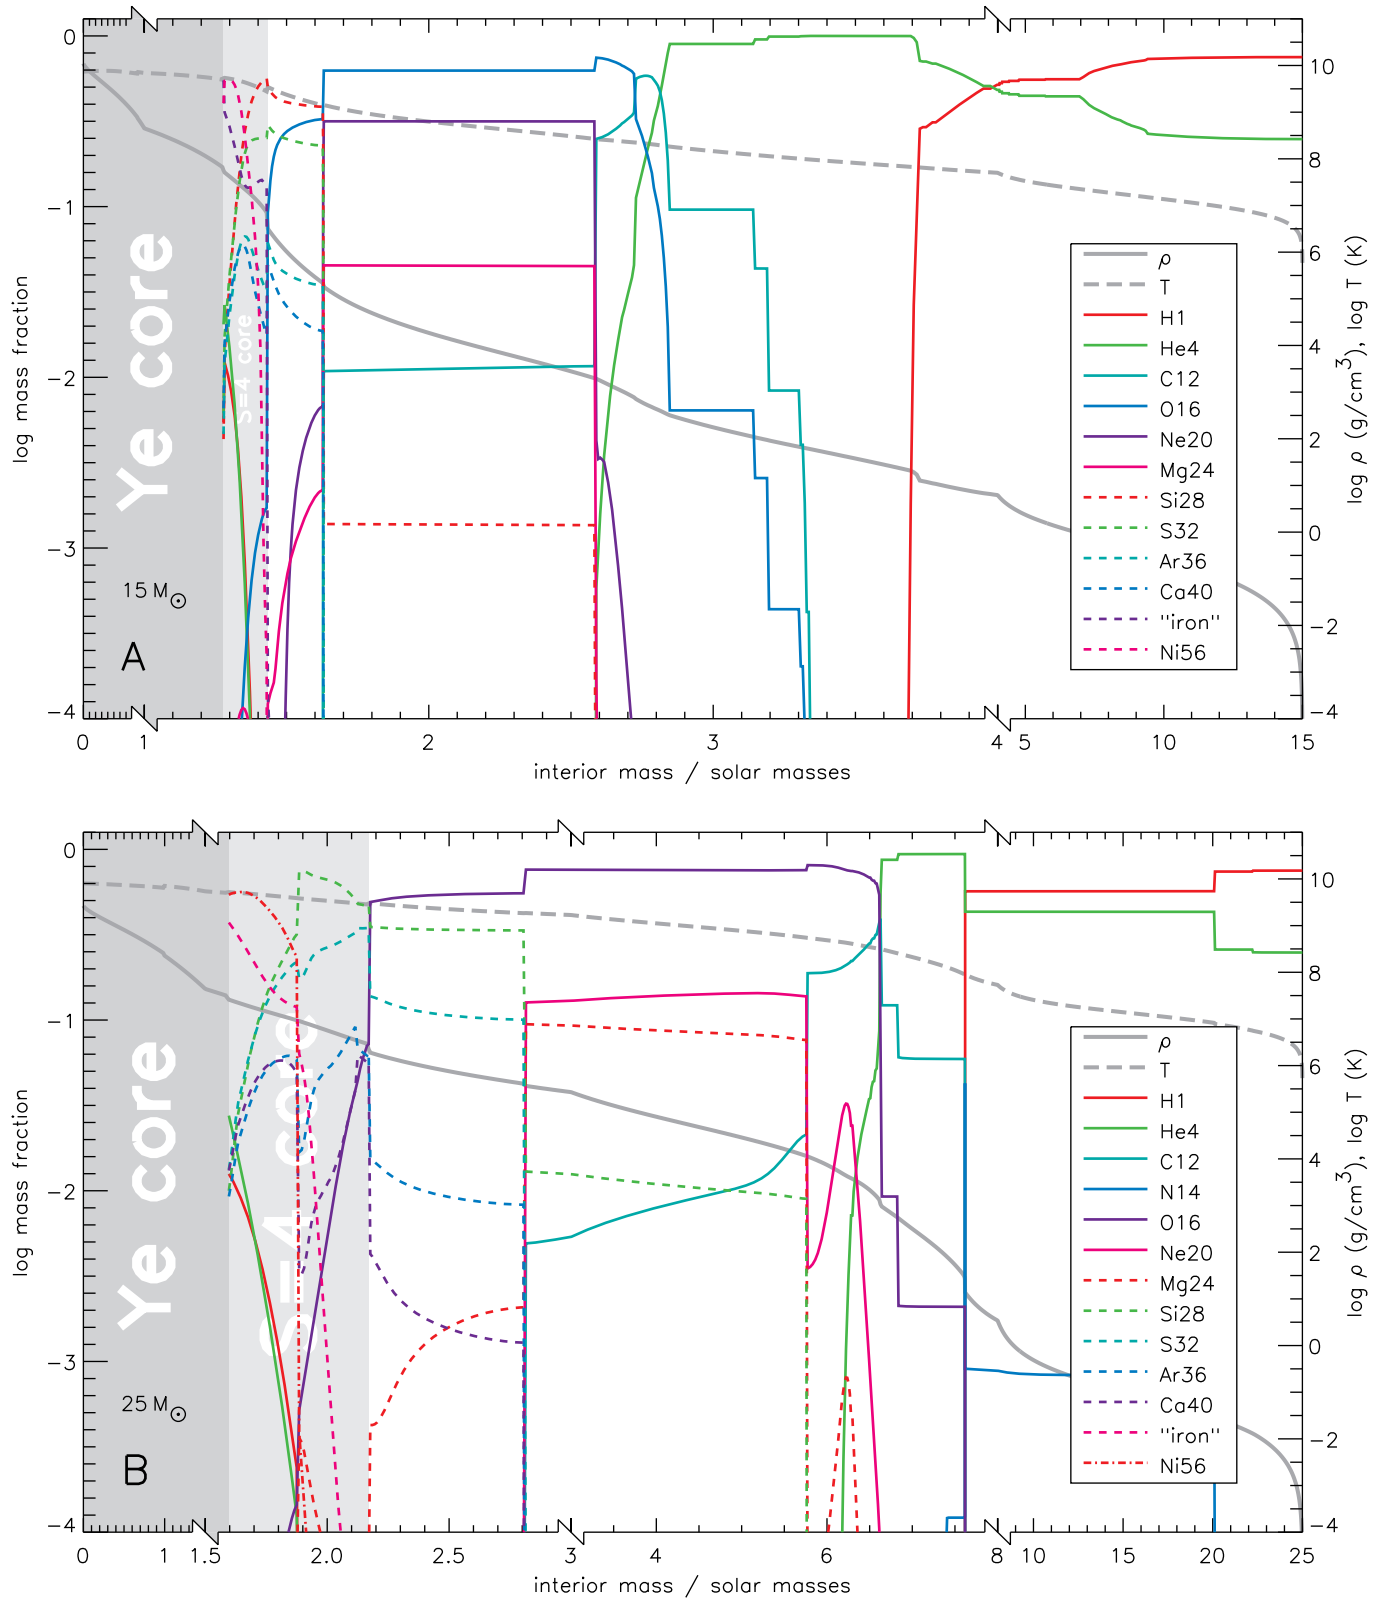 0
−1
−2
−3
−4
log mass fraction
Ye core
S=4 core
15 M⊙
A
ρ
T
H1
He4
C12
O16
Ne20
Mg24
Si28
S32
Ar36
Ca40
"iron"
Ni56
10
8
6
4
2
0
−2
−4
log ρ (g/cm³), log T (K)
0 1 2 3 4 5 10 15
interior mass / solar masses
0
−1
−2
−3
−4
log mass fraction
Ye core
S=4 core
25 M⊙
B
ρ
T
H1
He4
C12
N14
O16
Ne20
Mg24
Si28
S32
Ar36
Ca40
"iron"
Ni56
10
8
6
4
2
0
−2
−4
log ρ (g/cm³), log T (K)
0 1 1.5 2.0 2.5 3 4 6 8 10 15 20 25
interior mass / solar masses